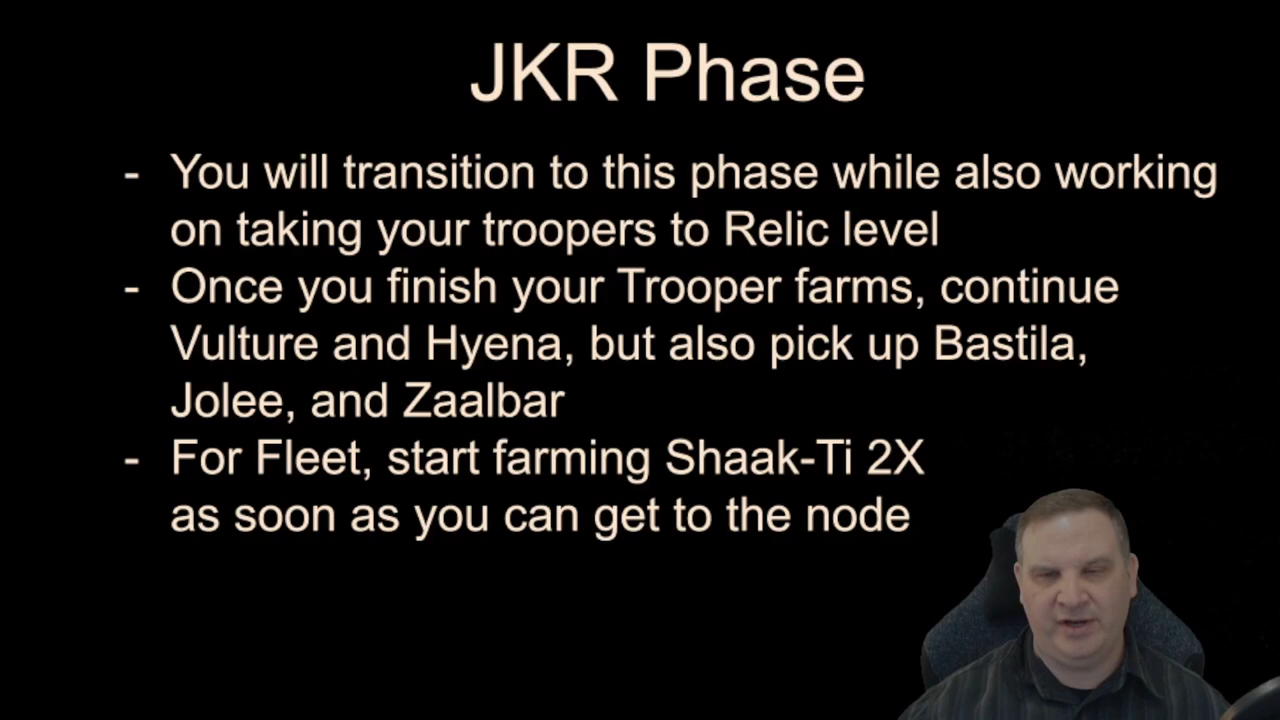 JKR Phase
- You will transition to this phase while also working
on taking your troopers to Relic level
- Once you finish your Trooper farms, continue
Vulture and Hyena, but also pick up Bastila,
Jolee, and Zaalbar
- For Fleet, start farming Shaak-Ti 2X
as soon as you can get to the node